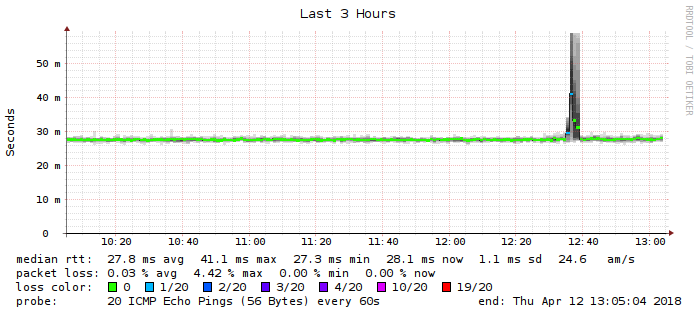 Last 3 Hours
RRDTOOL / TOBI OETIKER
Seconds
50 m
40 m
30 m
20 m
10 m
0
10:20 10:40 11:00 11:20 11:40 12:00 12:20 12:40 13:00
median rtt: 27.8 ms avg 41.1 ms max 27.3 ms min 28.1 ms now 1.1 ms sd 24.6 am/s
packet loss: 0.03 % avg 4.42 % max 0.00 % min 0.00 % now
loss color: 0 1/20 2/20 3/20 4/20 10/20 19/20
probe: 20 ICMP Echo Pings (56 Bytes) every 60s end: Thu Apr 12 13:05:04 2018